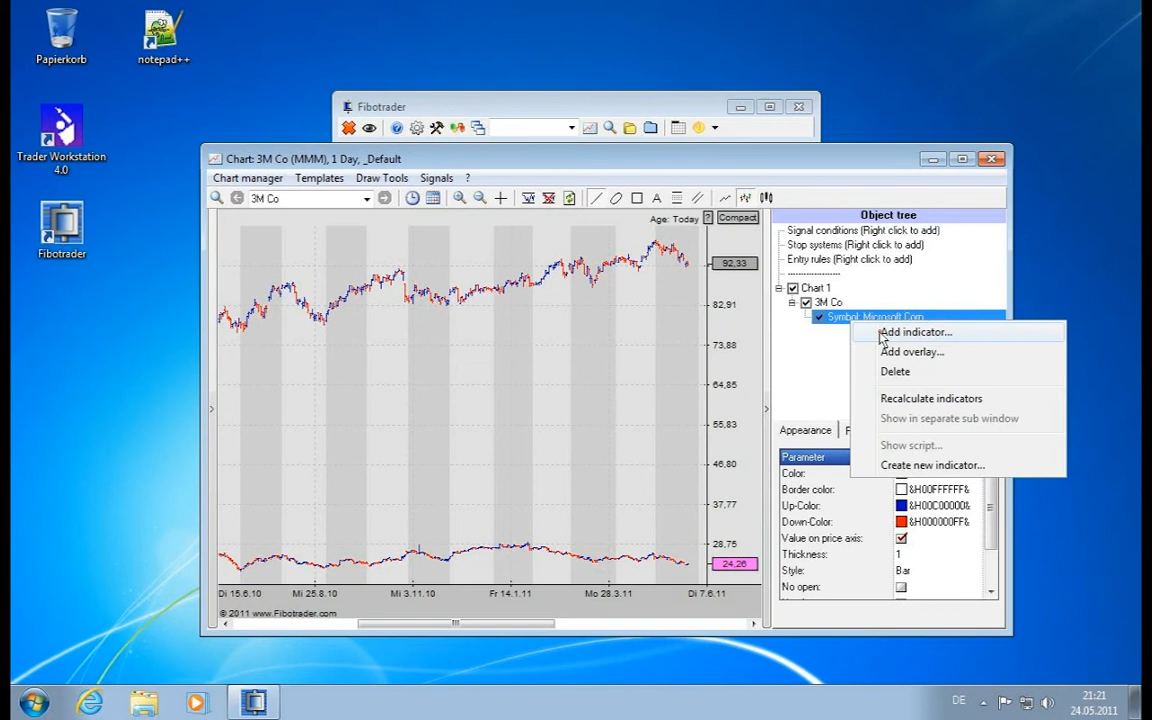 Papierkorb
notepad++
Trader Workstation
4.0
Fibotrader
Fibotrader
Chart: 3M Co (MMM), 1 Day, _Default
Chart manager Templates Draw Tools Signals ?
3M Co
Age: Today ? Compact
92,33
82,91
73,88
64,85
55,83
46,80
37,77
28,75
24,26
Di 15.6.10 Mi 25.8.10 Mi 3.11.10 Fr 14.1.11 Mo 28.3.11 Di 7.6.11
© 2011 www.Fibotrader.com
Object tree
Signal conditions (Right click to add)
Stop systems (Right click to add)
Entry rules (Right click to add)
--------------------
Chart 1
3M Co
Symbol: Microsoft Corp
Add indicator...
Add overlay...
Delete
Recalculate indicators
Show in separate sub window
Show script...
Create new indicator...
Appearance
Parameter
Color:
Border color: &H00FFFFFF&
Up-Color: &H00C00000&
Down-Color: &H000000FF&
Value on price axis:
Thickness: 1
Style: Bar
No open:
DE
21:21
24.05.2011